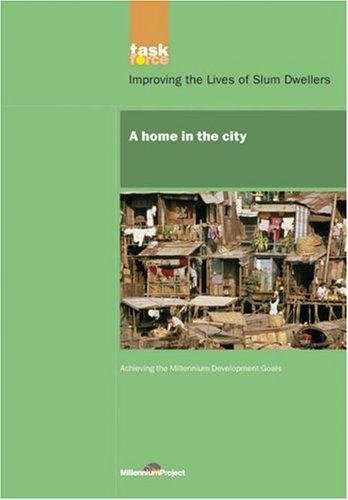 task
force
Improving the Lives of Slum Dwellers
A home in the city
Achieving the Millennium Development Goals
MillenniumProject